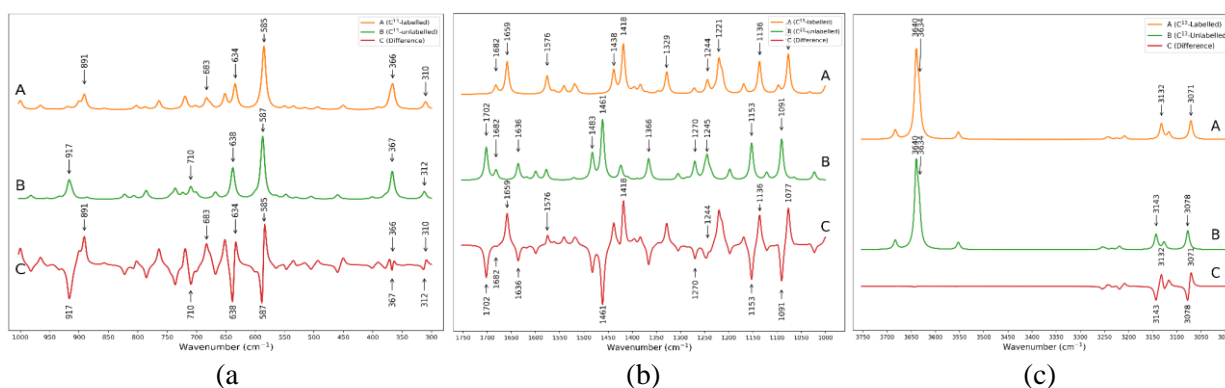 A (C¹³-labelled)
B (C¹³-unlabelled)
C (Difference)
891
683
634
585
366
310
A
917
710
638
587
367
312
B
891
683
634
585
366
310
C
917
710
638
587
367
312
1000 950 900 850 800 750 700 650 600 550 500 450 400 350 300
Wavenumber (cm⁻¹)
(a)
A (C¹³-labelled)
B (C¹³-unlabelled)
C (Difference)
1682
1659
1576
1438
1418
1329
1244
1221
1136
A
1702
1682
1636
1483
1461
1366
1270
1245
1153
1091
B
1659
1576
1418
1244
1136
1077
C
1702
1682
1636
1461
1270
1153
1091
1750 1700 1650 1600 1550 1500 1450 1400 1350 1300 1250 1200 1150 1100 1050 1000
Wavenumber (cm⁻¹)
(b)
A (C¹³-labelled)
B (C¹³-Unlabelled)
C (Difference)
3640
3634
3132
3071
A
3640
3634
3143
3078
B
3132
3071
C
3143
3078
3750 3700 3650 3600 3550 3500 3450 3400 3350 3300 3250 3200 3150 3100 3050
Wavenumber (cm⁻¹)
(c)